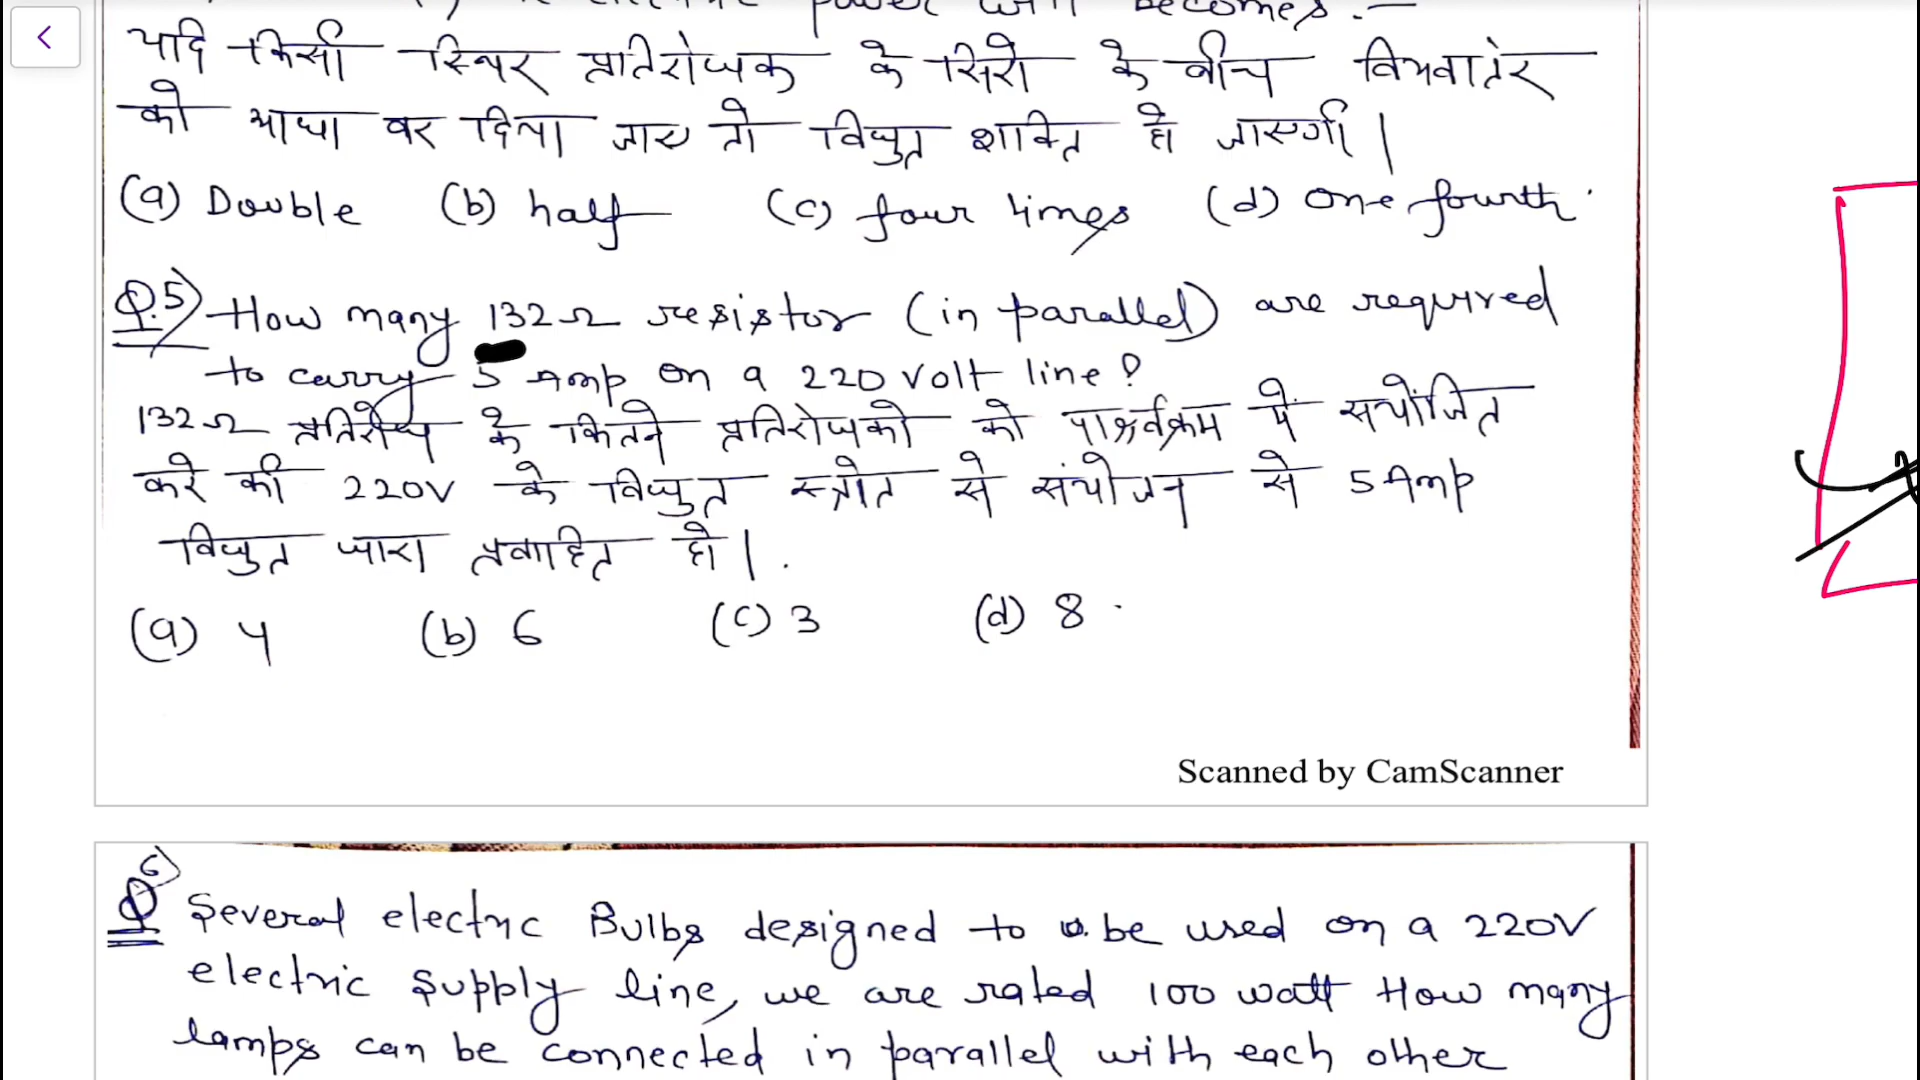 power will becomes :-
यदि किसी स्थिर प्रतिरोधक के सिरो के बीच विभवातंर
को आधा कर दिया जाए तो विधुत शक्ति हो जाएगी |
(a) Double (b) half (c) four times (d) one fourth.
Q.5) How many 132Ω resistor (in parallel) are required
to carry 5 Amp on a 220 volt line?
132Ω प्रतिरोध के कितने प्रतिरोधको को पार्श्वक्रम में संयोजित
करे की 220V के विधुत स्त्रोत से संयोजन से 5 Amp
विधुत धारा प्रवाहित हो |.
(a) 4 (b) 6 (c) 3 (d) 8.
Scanned by CamScanner
Q6) Several electric Bulbs designed to be used on a 220V
electric supply line, we are rated 100 watt How many
lamps can be connected in parallel with each other